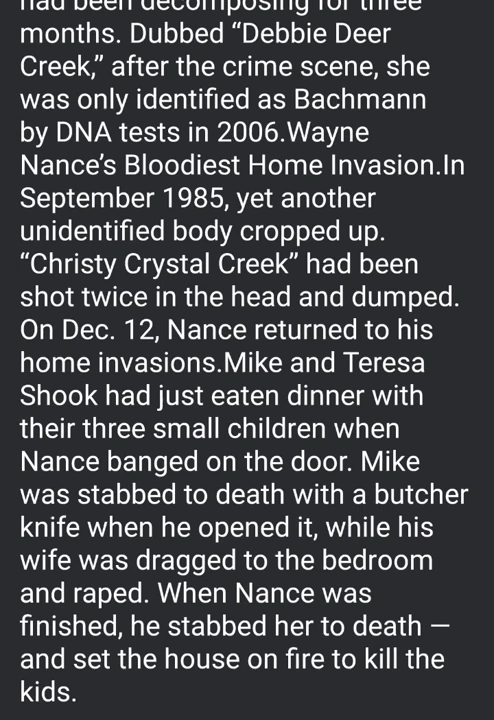 had been decomposing for three
months. Dubbed “Debbie Deer
Creek,” after the crime scene, she
was only identified as Bachmann
by DNA tests in 2006.Wayne
Nance’s Bloodiest Home Invasion.In
September 1985, yet another
unidentified body cropped up.
“Christy Crystal Creek” had been
shot twice in the head and dumped.
On Dec. 12, Nance returned to his
home invasions.Mike and Teresa
Shook had just eaten dinner with
their three small children when
Nance banged on the door. Mike
was stabbed to death with a butcher
knife when he opened it, while his
wife was dragged to the bedroom
and raped. When Nance was
finished, he stabbed her to death —
and set the house on fire to kill the
kids.